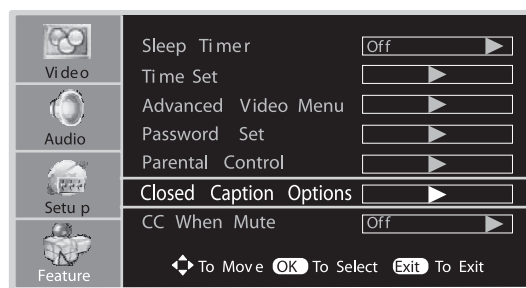 Video
Audio
Setup
Feature
Sleep Timer Off
Time Set
Advanced Video Menu
Password Set
Parental Control
Closed Caption Options
CC When Mute Off
To Move OK To Select Exit To Exit